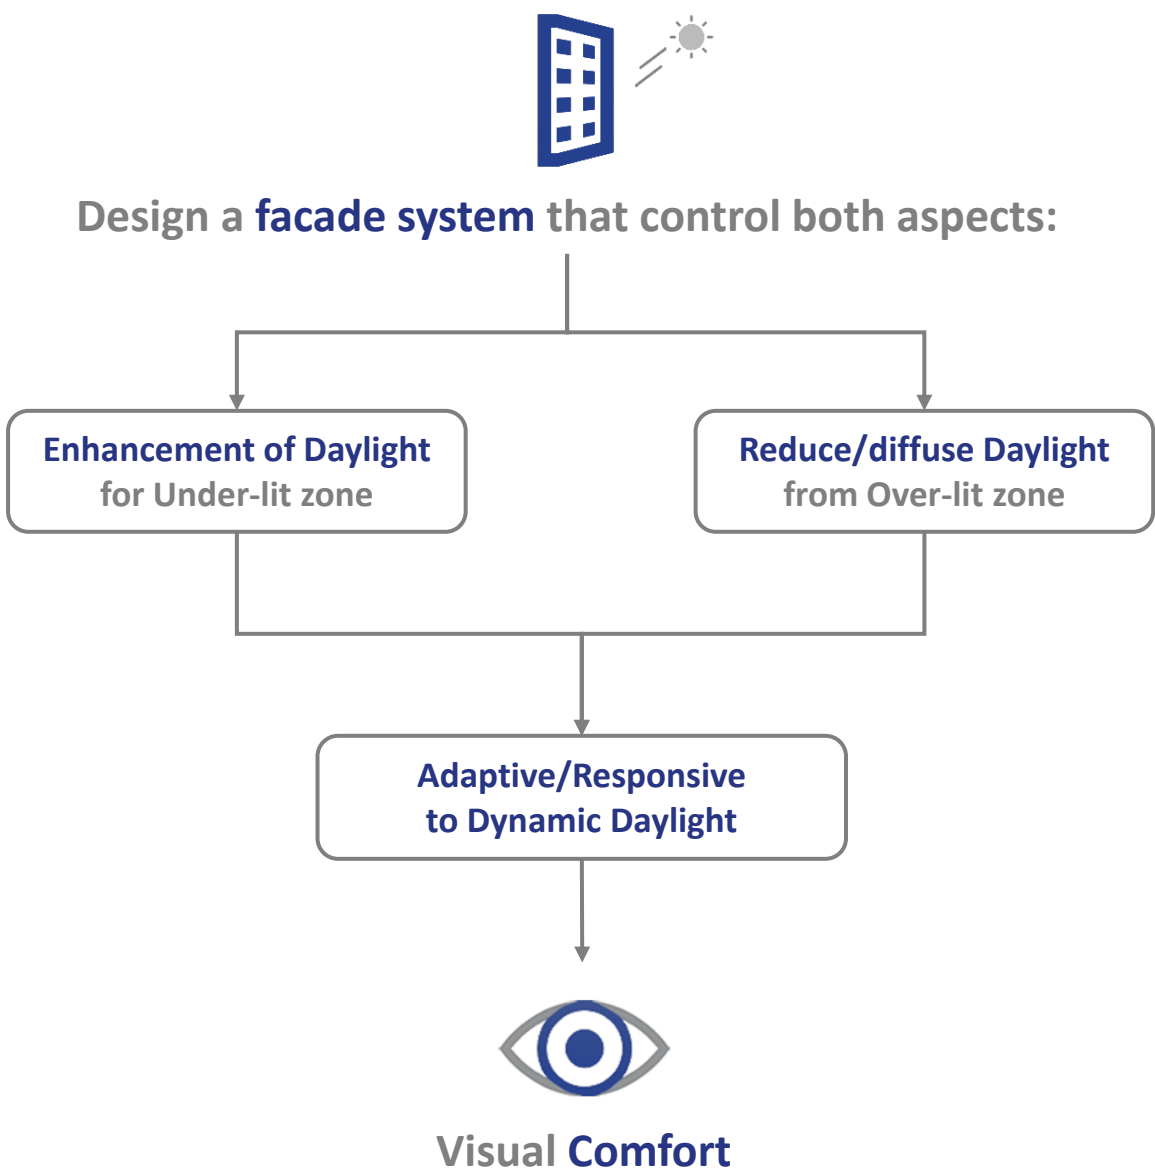 Design a facade system that control both aspects:
Enhancement of Daylight
for Under-lit zone
Reduce/diffuse Daylight
from Over-lit zone
Adaptive/Responsive
to Dynamic Daylight
Visual Comfort